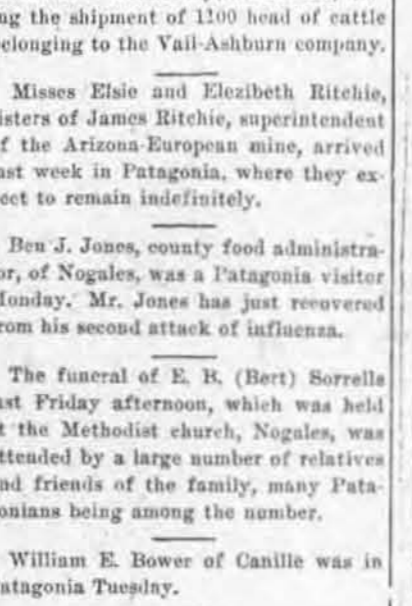 ng the shipment of 1200 head of cattle
elonging to the Vail-Ashburn company.
Misses Elsie and Elezibeth Ritchie,
isters of James Ritchie, superintendent
f the Arizona-European mine, arrived
ast week in Patagonia, where they ex-
ect to remain indefinitely.
Ben J. Jones, county food administra-
or, of Nogales, was a Patagonia visitor
Ionday. Mr. Jones has just recovered
rom his second attack of influenza.
The funeral of E. B. (Bert) Sorrells
ast Friday afternoon, which was held
t the Methodist church, Nogales, was
ttended by a large number of relatives
nd friends of the family, many Pata-
onians being among the number.
William E. Bower of Canille was in
atagonia Tuesday.